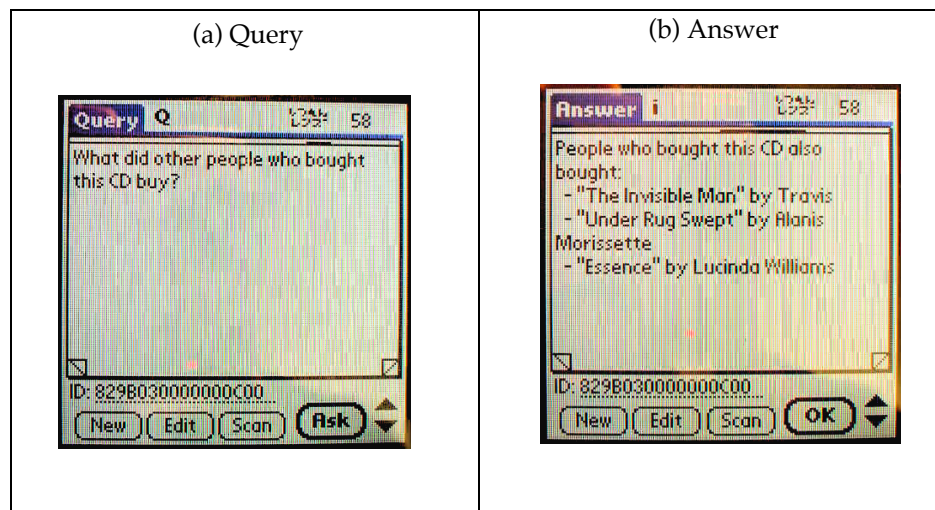 (a) Query
Query Q 58
What did other people who bought
this CD buy?
ID: 829B030000000C00
New Edit Scan Ask
(b) Answer
Answer i 58
People who bought this CD also
bought:
- "The Invisible Man" by Travis
- "Under Rug Swept" by Alanis
Morissette
- "Essence" by Lucinda Williams
ID: 829B030000000C00
New Edit Scan OK